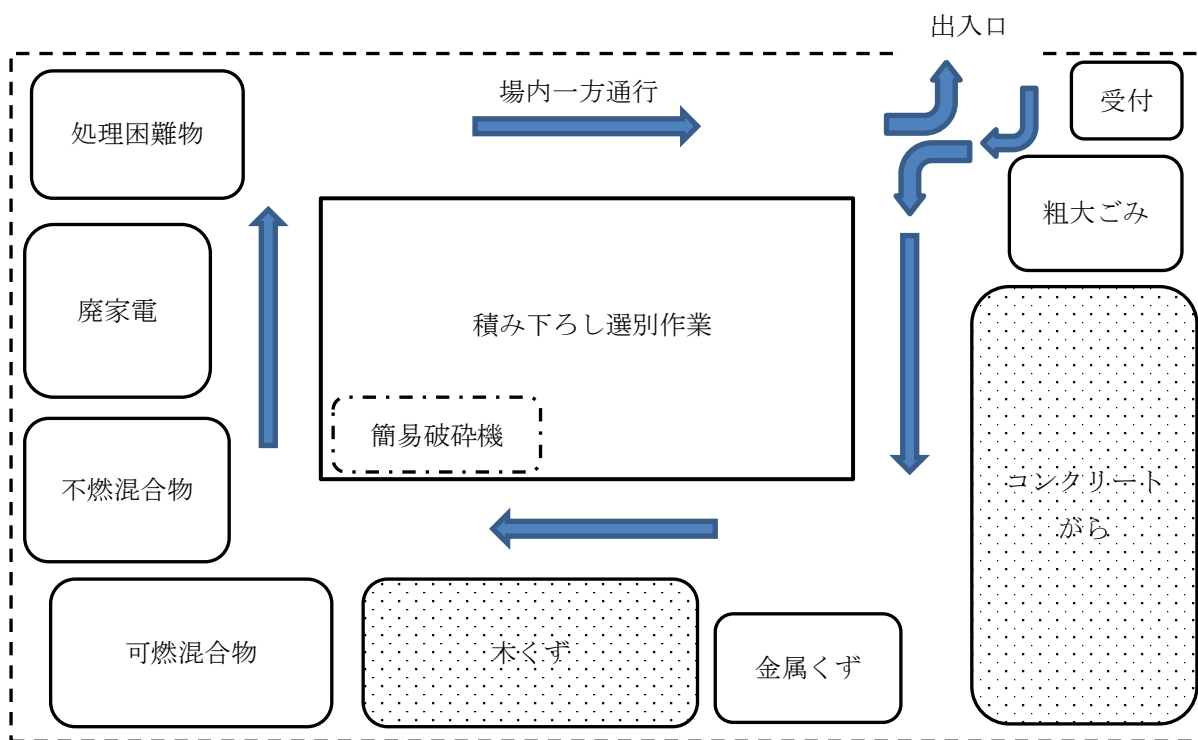 出入口
場内一方通行
受付
処理困難物
粗大ごみ
廃家電
積み下ろし選別作業
簡易破砕機
不燃混合物
コンクリート
がら
可燃混合物
木くず
金属くず